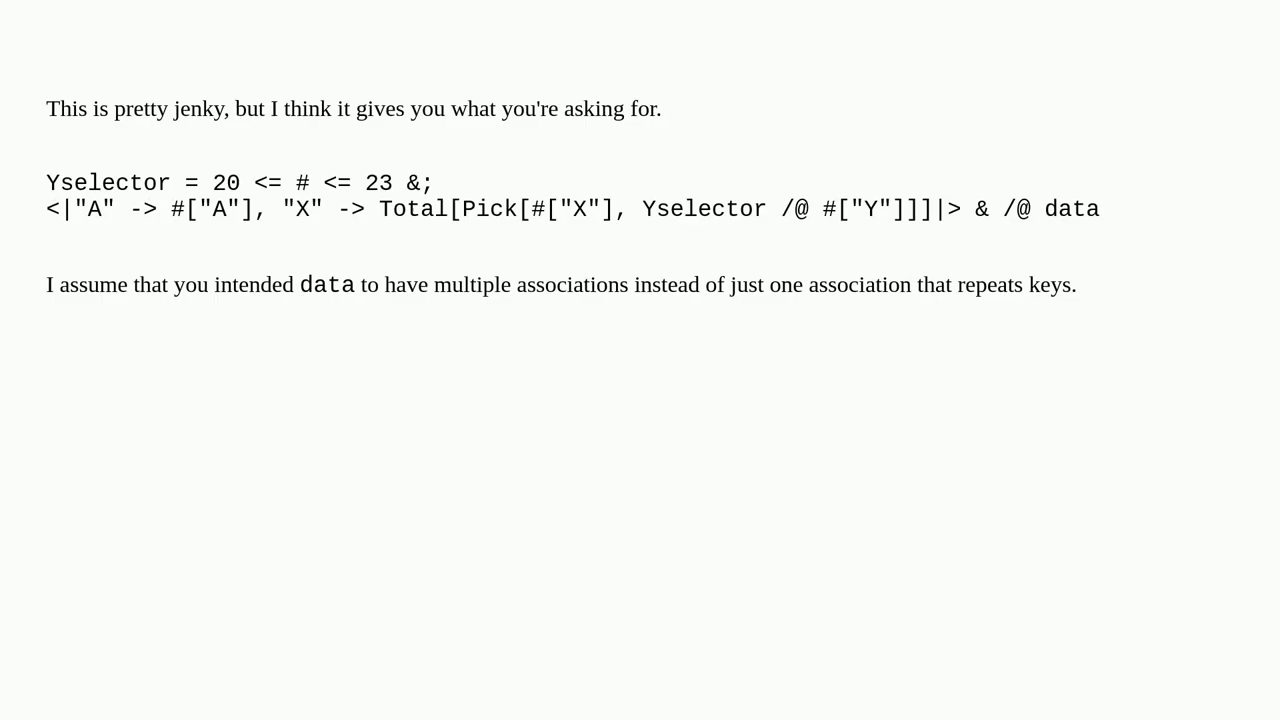 This is pretty jenky, but I think it gives you what you're asking for.
Yselector = 20 <= # <= 23 &;
<|"A" -> #["A"], "X" -> Total[Pick[#["X"], Yselector /@ #["Y"]]]|> & /@ data
I assume that you intended data to have multiple associations instead of just one association that repeats keys.